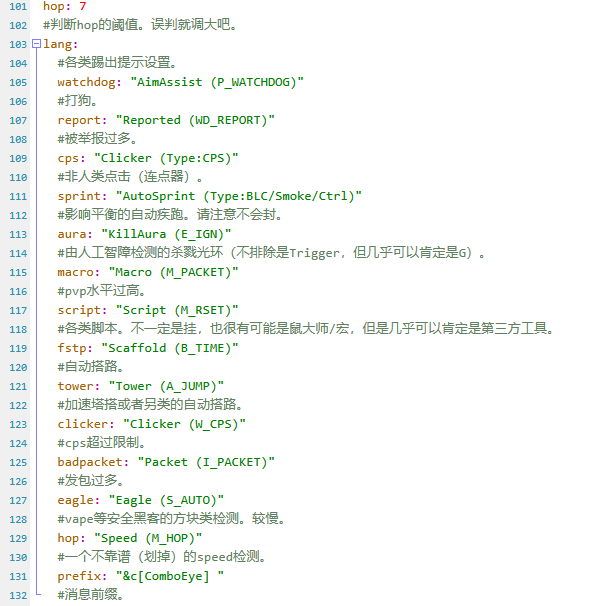 101 hop: 7
102 #判断hop的阈值。误判就调大吧。
103 lang:
104 #各类踢出提示设置。
105 watchdog: "AimAssist (P_WATCHDOG)"
106 #打狗。
107 report: "Reported (WD_REPORT)"
108 #被举报过多。
109 cps: "Clicker (Type:CPS)"
110 #非人类点击（连点器）。
111 sprint: "AutoSprint (Type:BLC/Smoke/Ctrl)"
112 #影响平衡的自动疾跑。请注意不会封。
113 aura: "KillAura (E_IGN)"
114 #由人工智障检测的杀戮光环（不排除是Trigger，但几乎可以肯定是G）。
115 macro: "Macro (M_PACKET)"
116 #pvp水平过高。
117 script: "Script (M_RSET)"
118 #各类脚本。不一定是挂，也很有可能是鼠大师/宏，但是几乎可以肯定是第三方工具。
119 fstp: "Scaffold (B_TIME)"
120 #自动搭路。
121 tower: "Tower (A_JUMP)"
122 #加速塔搭或者另类的自动搭路。
123 clicker: "Clicker (W_CPS)"
124 #cps超过限制。
125 badpacket: "Packet (I_PACKET)"
126 #发包过多。
127 eagle: "Eagle (S_AUTO)"
128 #vape等安全黑客的方块类检测。较慢。
129 hop: "Speed (M_HOP)"
130 #一个不靠谱（划掉）的speed检测。
131 prefix: "&c[ComboEye] "
132 #消息前缀。